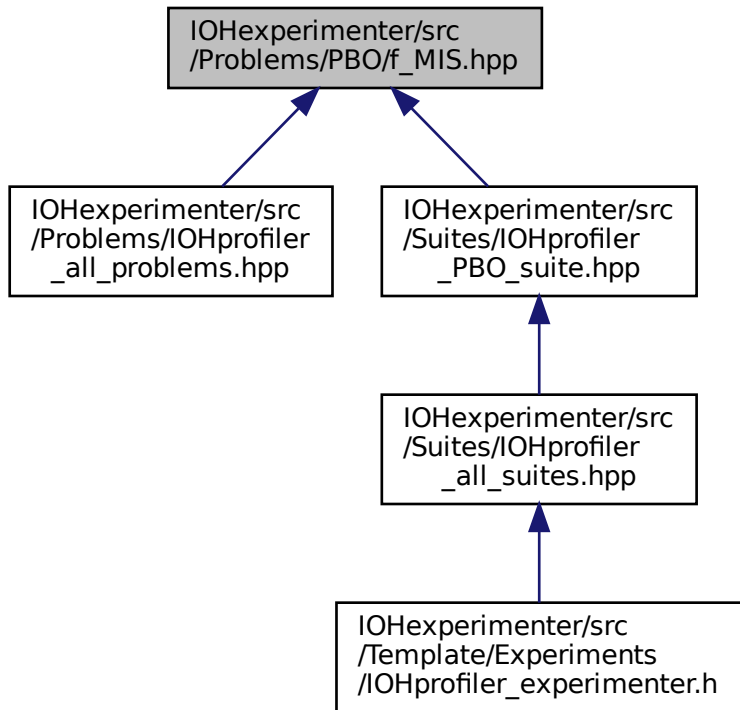 IOHexperimenter/src
/Problems/PBO/f_MIS.hpp
IOHexperimenter/src
/Problems/IOHprofiler
_all_problems.hpp
IOHexperimenter/src
/Suites/IOHprofiler
_PBO_suite.hpp
IOHexperimenter/src
/Suites/IOHprofiler
_all_suites.hpp
IOHexperimenter/src
/Template/Experiments
/IOHprofiler_experimenter.h